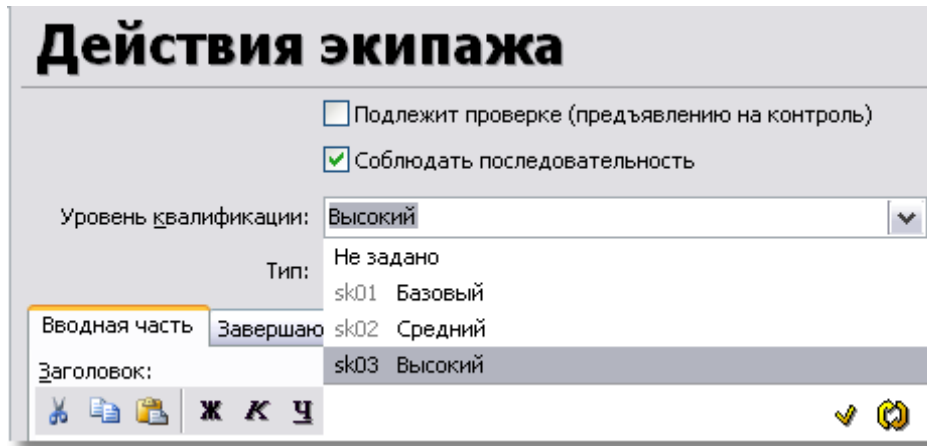 Действия экипажа
Подлежит проверке (предъявлению на контроль)
Соблюдать последовательность
Уровень квалификации: Высокий
Тип:
Не задано
sk01 Базовый
sk02 Средний
sk03 Высокий
Вводная часть Завершаю
Заголовок:
Ж К Ч